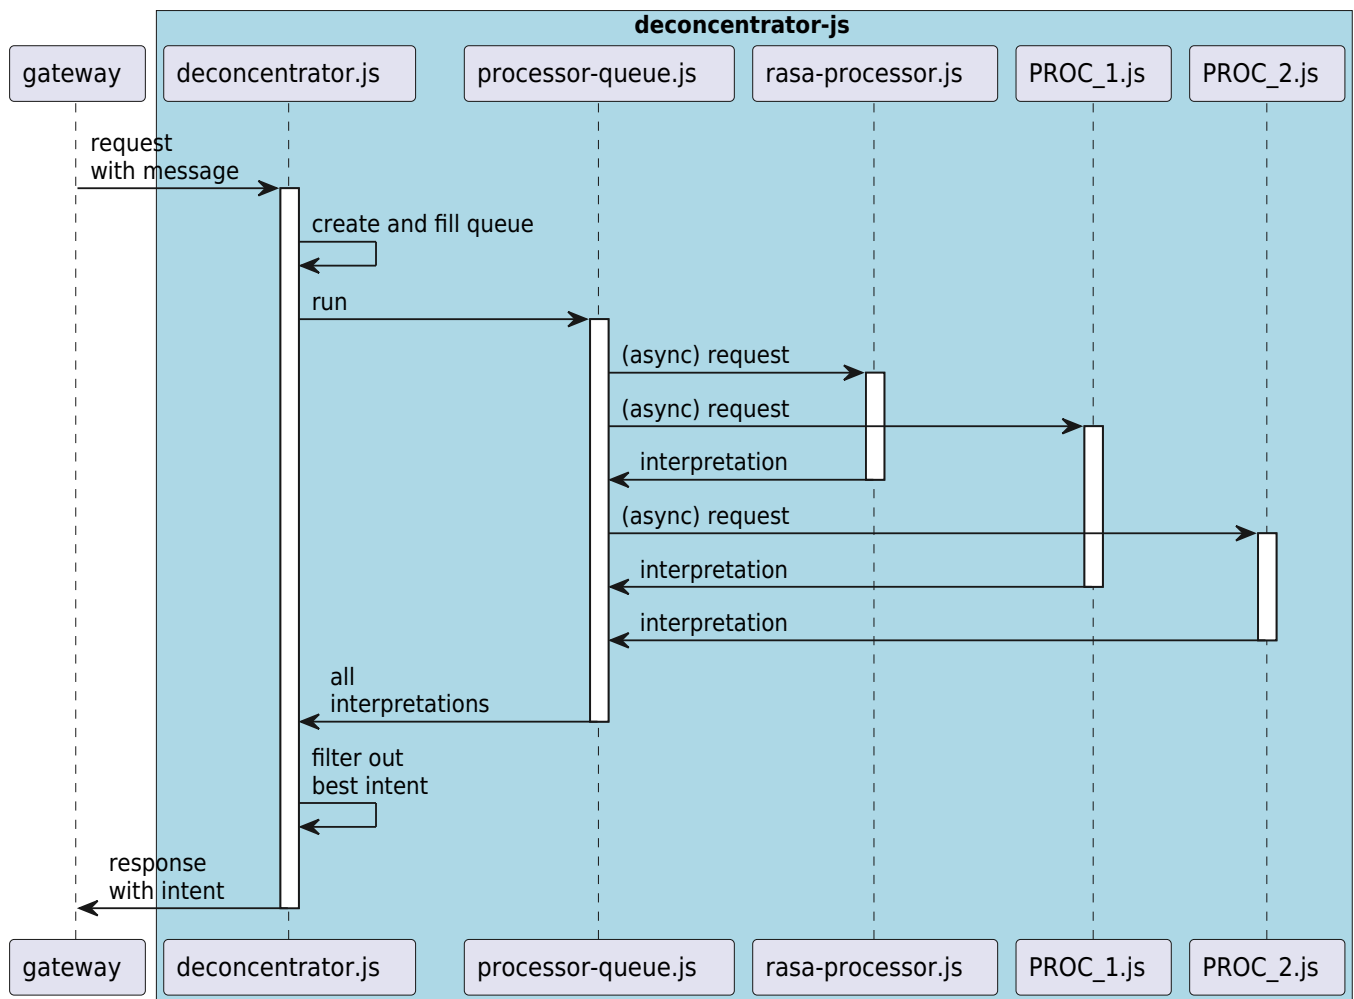 deconcentrator-js
gateway
deconcentrator.js
processor-queue.js
rasa-processor.js
PROC_1.js
PROC_2.js
request
with message
create and fill queue
run
(async) request
(async) request
interpretation
(async) request
interpretation
interpretation
all
interpretations
filter out
best intent
response
with intent
gateway
deconcentrator.js
processor-queue.js
rasa-processor.js
PROC_1.js
PROC_2.js